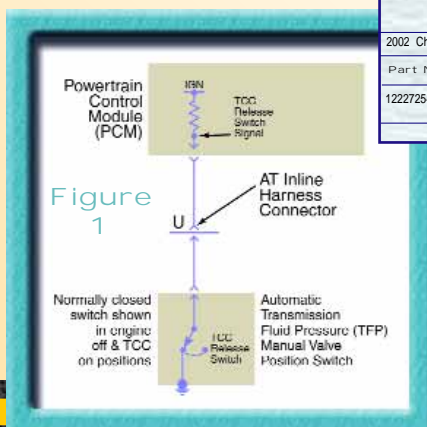 2002 Ch
Part N
1222725
Powertrain
Control
Module
(PCM)
IGN
TCC
Release
Switch
Signal
Figure
1
U
AT Inline
Harness
Connector
Normally closed
switch shown
in engine
off & TCC
on positions
TCC
Release
Switch
Automatic
Transmission
Fluid Pressure (TFP)
Manual Valve
Position Switch